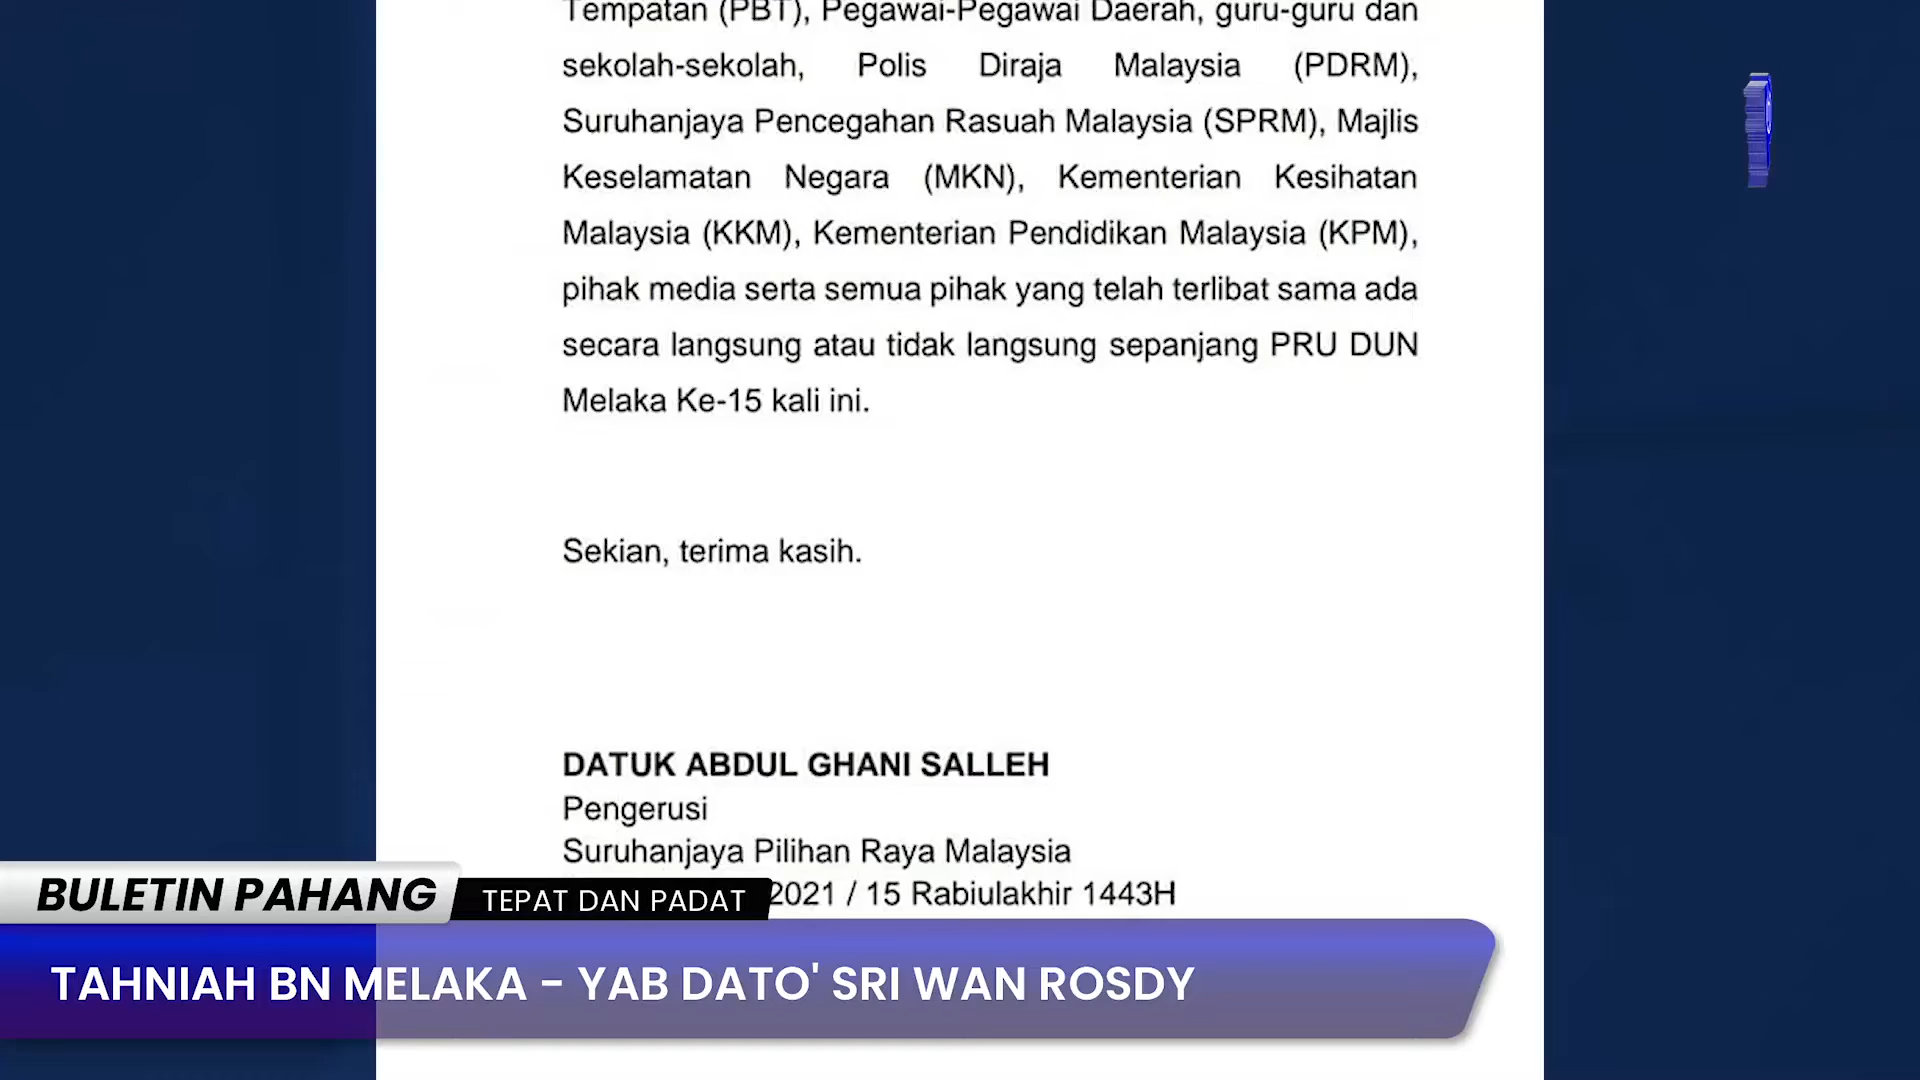 Tempatan (PBT), Pegawai-Pegawai Daerah, guru-guru dan
sekolah-sekolah, Polis Diraja Malaysia (PDRM),
Suruhanjaya Pencegahan Rasuah Malaysia (SPRM), Majlis
Keselamatan Negara (MKN), Kementerian Kesihatan
Malaysia (KKM), Kementerian Pendidikan Malaysia (KPM),
pihak media serta semua pihak yang telah terlibat sama ada
secara langsung atau tidak langsung sepanjang PRU DUN
Melaka Ke-15 kali ini.
Sekian, terima kasih.
DATUK ABDUL GHANI SALLEH
Pengerusi
Suruhanjaya Pilihan Raya Malaysia
2021 / 15 Rabiulakhir 1443H
BULETIN PAHANG
TEPAT DAN PADAT
TAHNIAH BN MELAKA - YAB DATO' SRI WAN ROSDY